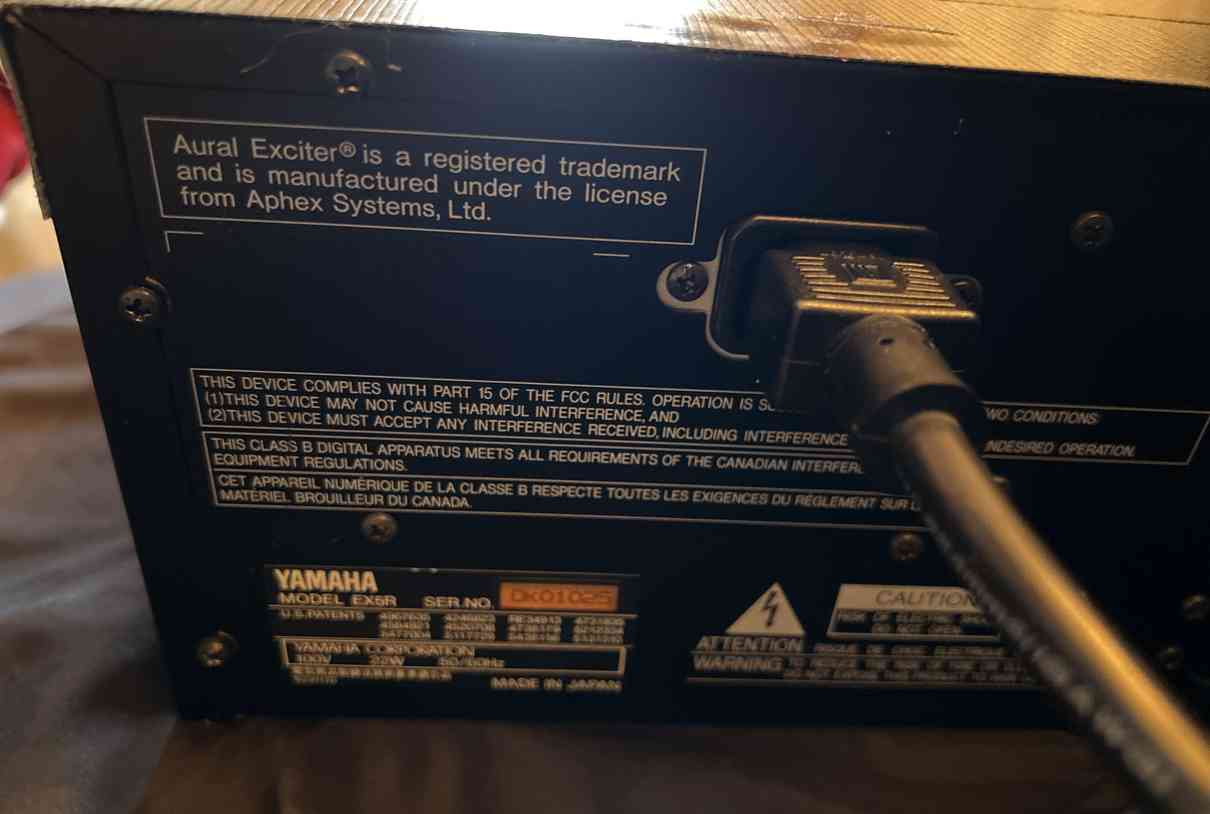 Aural Exciter® is a registered trademark
and is manufactured under the license
from Aphex Systems, Ltd.
THIS DEVICE COMPLIES WITH PART 15 OF THE FCC RULES. OPERATION IS WO CONDITIONS:
(1)THIS DEVICE MAY NOT CAUSE HARMFUL INTERFERENCE, AND
(2)THIS DEVICE MUST ACCEPT ANY INTERFERENCE RECEIVED, INCLUDING INTERFERENCE NDESIRED OPERATION.
THIS CLASS B DIGITAL APPARATUS MEETS ALL REQUIREMENTS OF THE CANADIAN INTERFER
EQUIPMENT REGULATIONS.
CET APPAREIL NUMÉRIQUE DE LA CLASSE B RESPECTE TOUTES LES EXIGENCES DU RÈGLEMENT SUR
MATÉRIEL BROUILLEUR DU CANADA.
YAMAHA
MODEL EX5R SER.NO. DK01025
U.S.PATENTS
YAMAHA CORPORATION
100V 22W 50/60Hz
MADE IN JAPAN
CAUTION
ATTENTION
WARNING